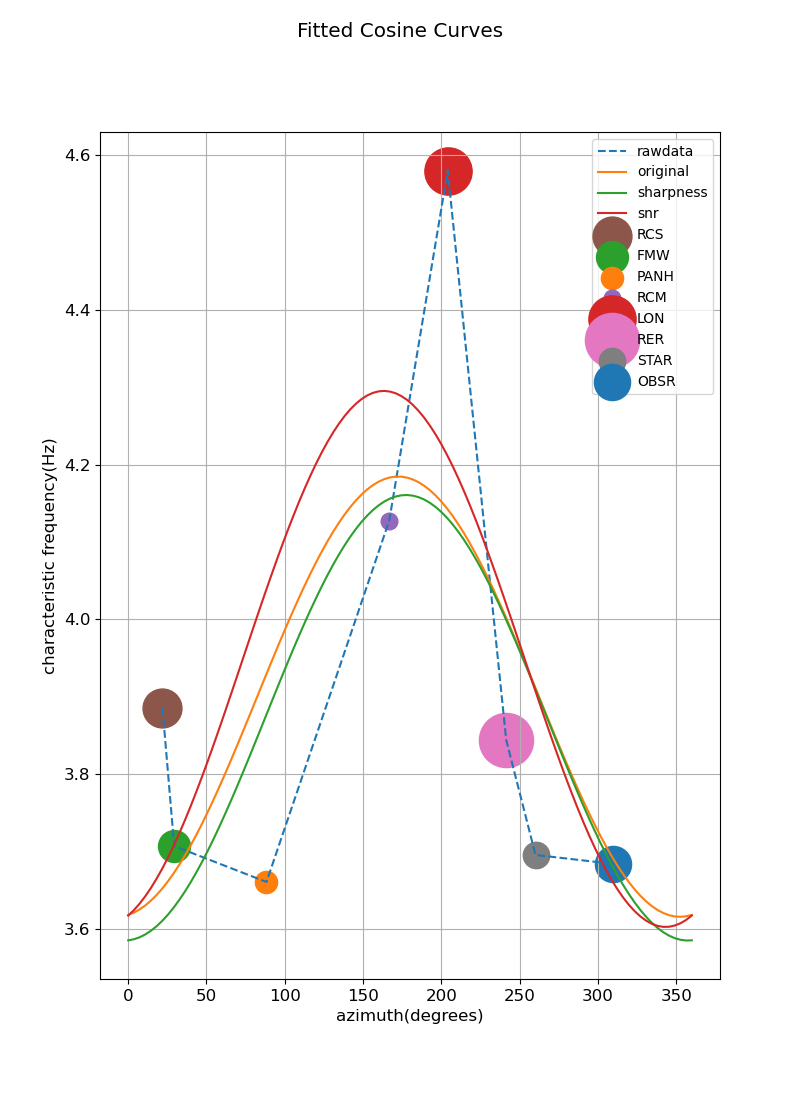 Fitted Cosine Curves
4.6
4.4
4.2
4.0
3.8
3.6
characteristic frequency(Hz)
rawdata
original
sharpness
snr
RCS
FMW
PANH
RCM
LON
RER
STAR
OBSR
0 50 100 150 200 250 300 350
azimuth(degrees)